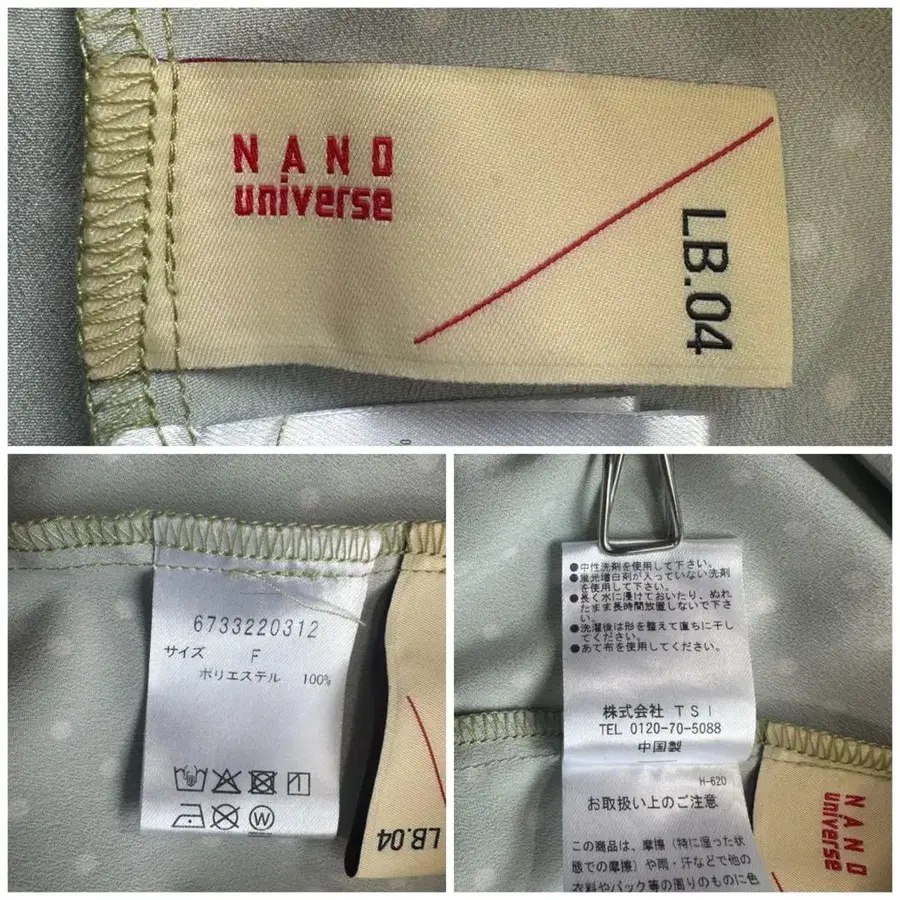 NANO
universe
LB.04
6733220312
サイズ F
ポリエステル 100%
W
LB.04
●中性洗剤を使用して下さい。
●蛍光増白剤が入っていない洗剤
を使用して下さい。
●長く水に浸けておいたり、ぬれ
たまま長時間放置しないで下さ
い。
●洗濯後は形を整えて直ちに干し
てください。
●あて布を使用してください。
株式会社 TSI
TEL 0120-70-5088
中国製
H-620
お取扱い上のご注意
この商品は、摩擦（特に湿った状
態での摩擦）や雨・汗などで他の
衣料やバック等の周りのものに色
NANO
universe